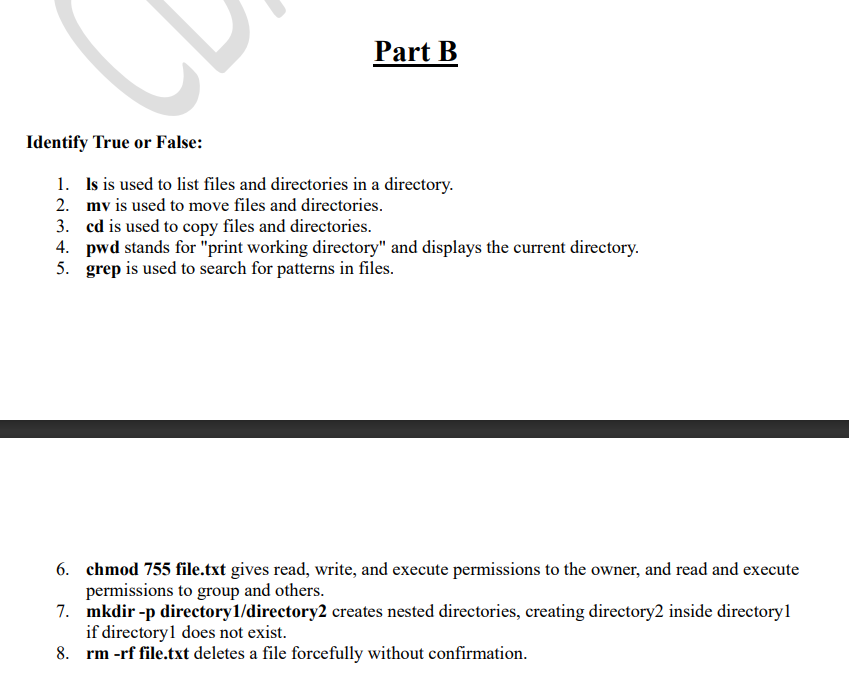 Part B
Identify True or False:
1. ls is used to list files and directories in a directory.
2. mv is used to move files and directories.
3. cd is used to copy files and directories.
4. pwd stands for "print working directory" and displays the current directory.
5. grep is used to search for patterns in files.
6. chmod 755 file.txt gives read, write, and execute permissions to the owner, and read and execute
permissions to group and others.
7. mkdir -p directory1/directory2 creates nested directories, creating directory2 inside directory1
if directory1 does not exist.
8. rm -rf file.txt deletes a file forcefully without confirmation.